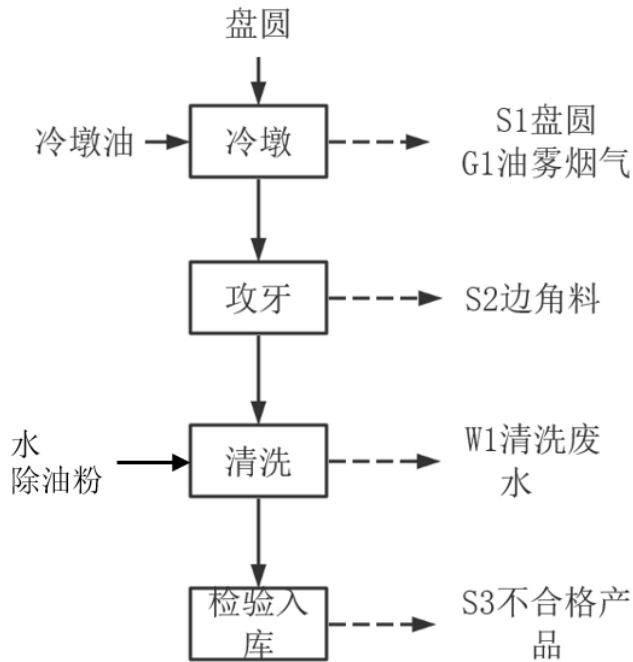 盘圆
冷墩油
冷墩
S1盘圆
G1油雾烟气
攻牙
S2边角料
水
除油粉
清洗
W1清洗废
水
检验入
库
S3不合格产
品